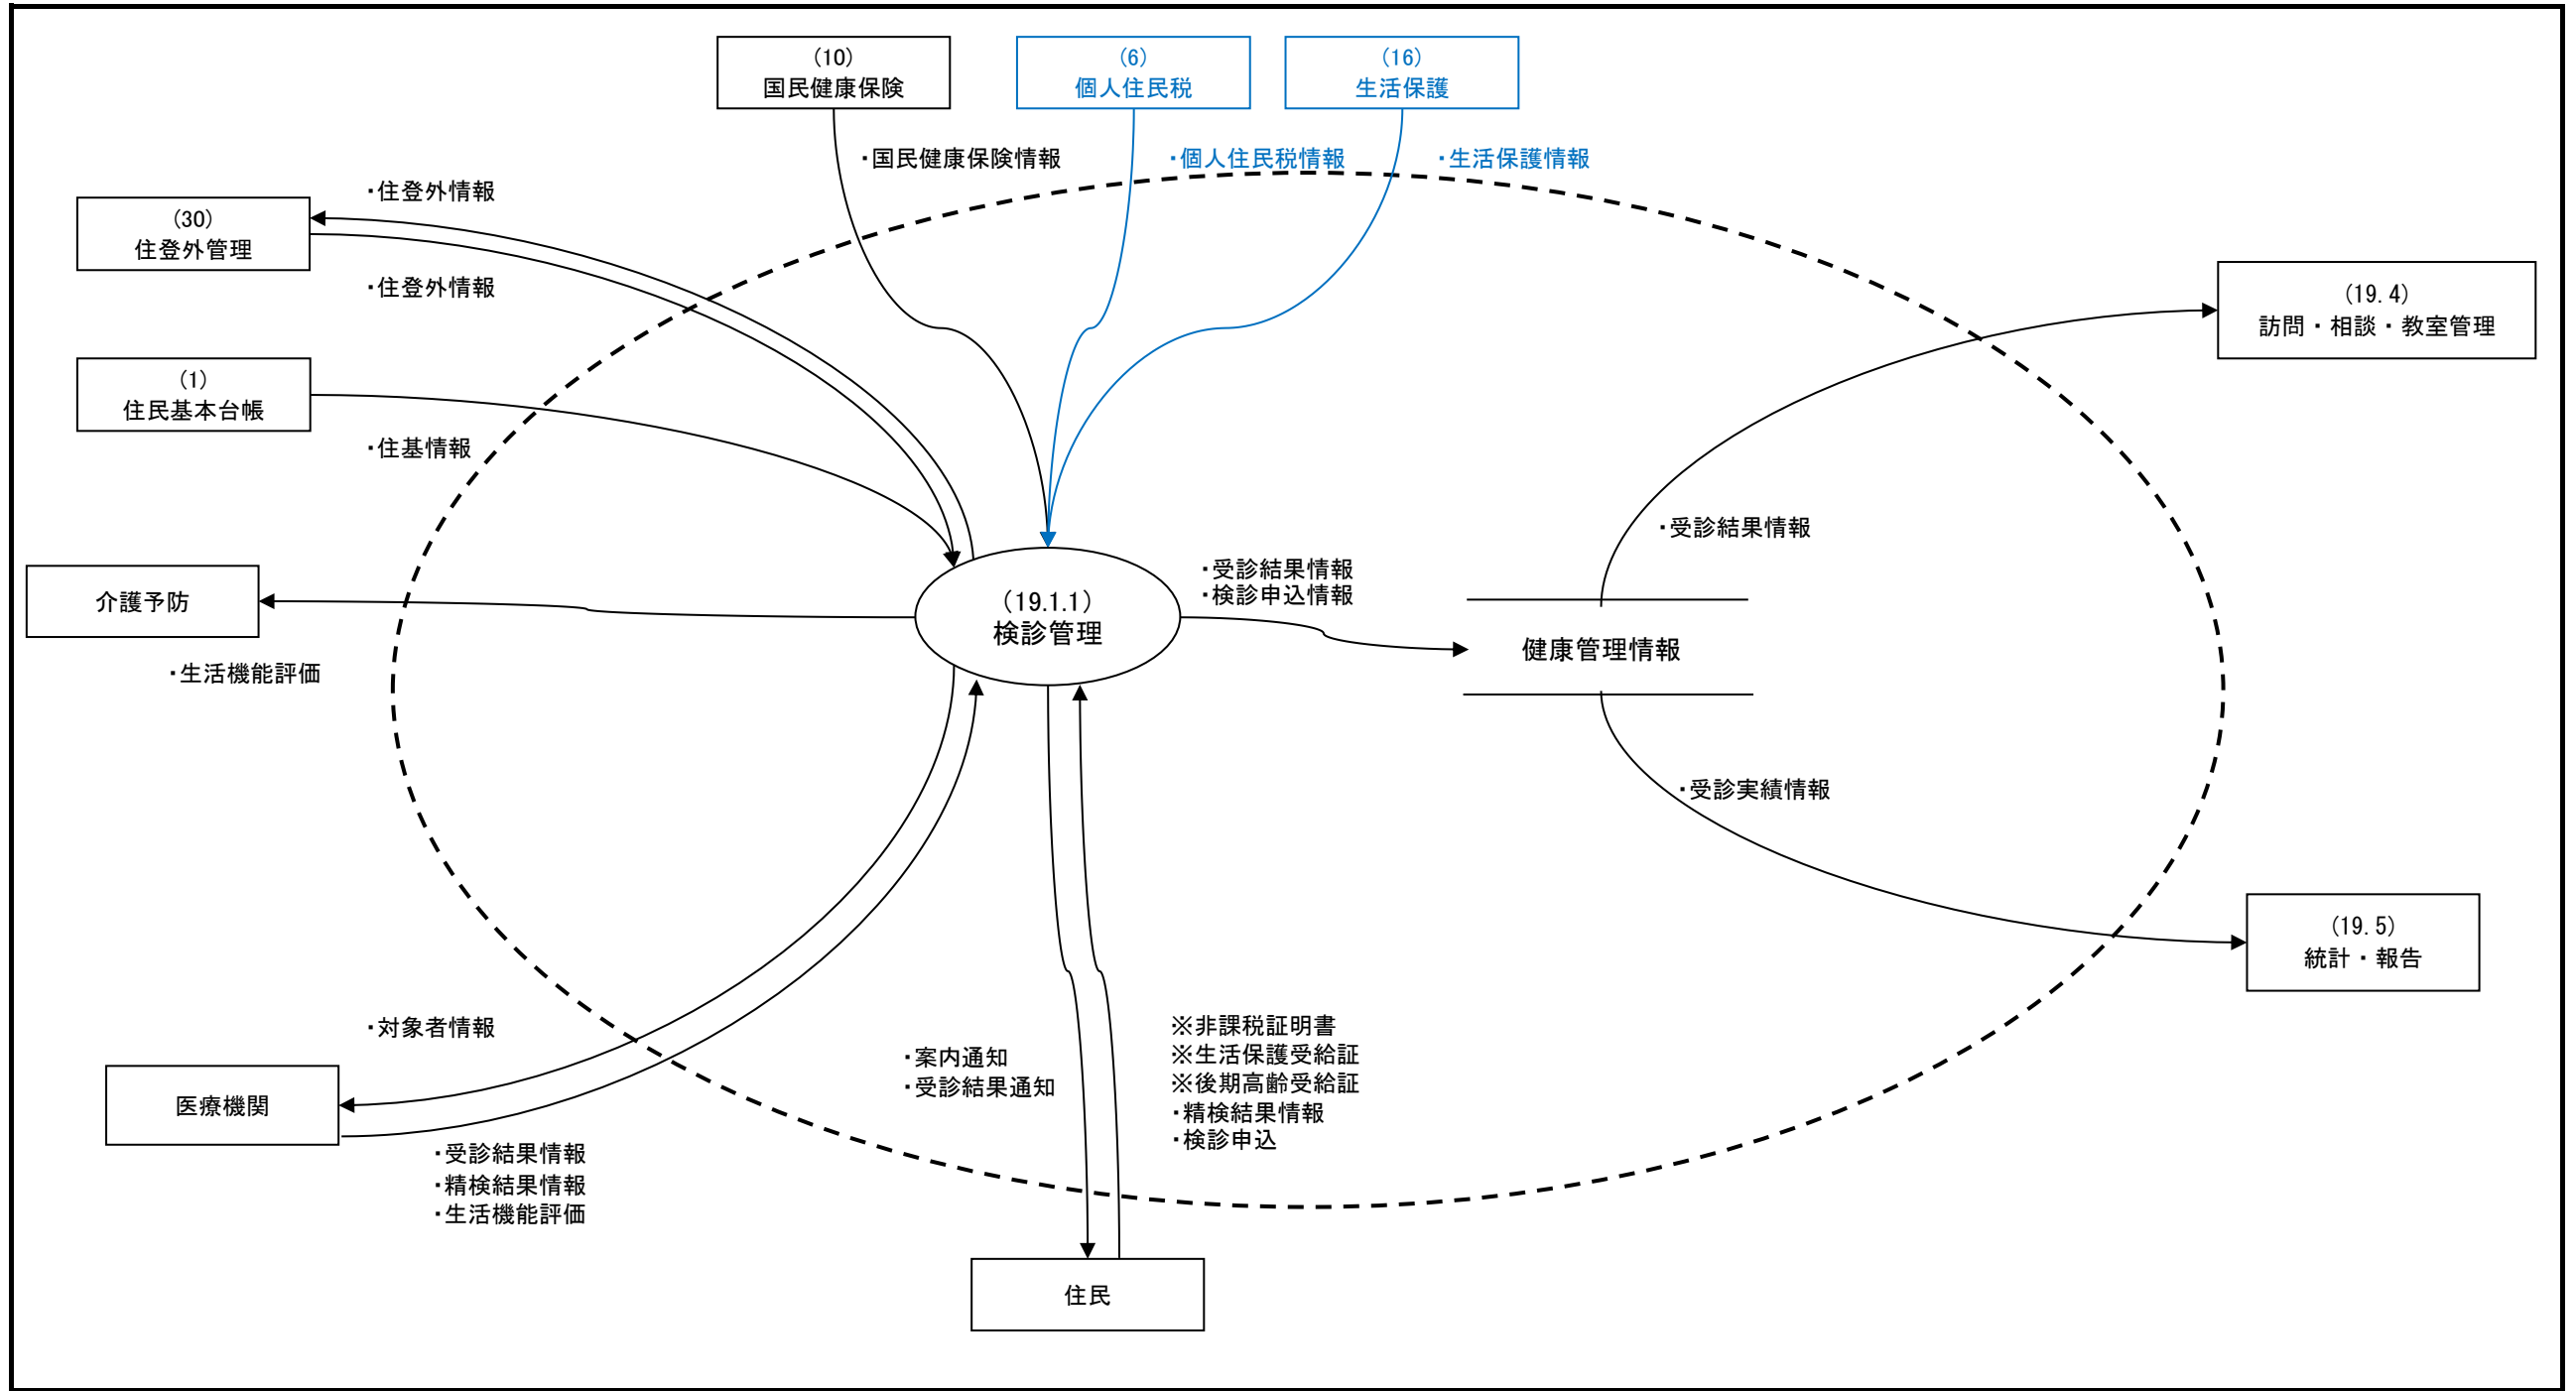 (10)
国民健康保険
(6)
個人住民税
(16)
生活保護
・国民健康保険情報
・個人住民税情報
・生活保護情報
・住登外情報
(30)
住登外管理
・住登外情報
(1)
住民基本台帳
・住基情報
(19.4)
訪問・相談・教室管理
・受診結果情報
介護予防
・生活機能評価
(19.1.1)
検診管理
・受診結果情報
・検診申込情報
健康管理情報
・受診実績情報
(19.5)
統計・報告
・対象者情報
医療機関
・受診結果情報
・精検結果情報
・生活機能評価
・案内通知
・受診結果通知
※非課税証明書
※生活保護受給証
※後期高齢受給証
・精検結果情報
・検診申込
住民